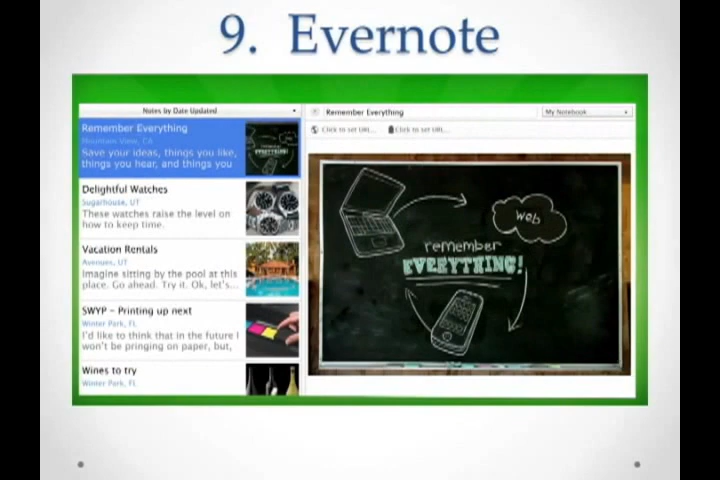 9. Evernote
Notes by Date Updated
Remember Everything
Mountain View, CA
Save your ideas, things you like,
things you hear, and things you
Delightful Watches
Sugarhouse, UT
These watches raise the level on
how to keep time.
Vacation Rentals
Avenues, UT
Imagine sitting by the pool at this
place. Go ahead. Try it. Ok, let's...
SWYP - Printing up next
Winter Park, FL
I'd like to think that in the future I
won't be pringing on paper, but,
Wines to try
Winter Park, FL
Remember Everything
My Notebook
Click to set URL...
Click to set URL...
web
remember
EVERYTHING!